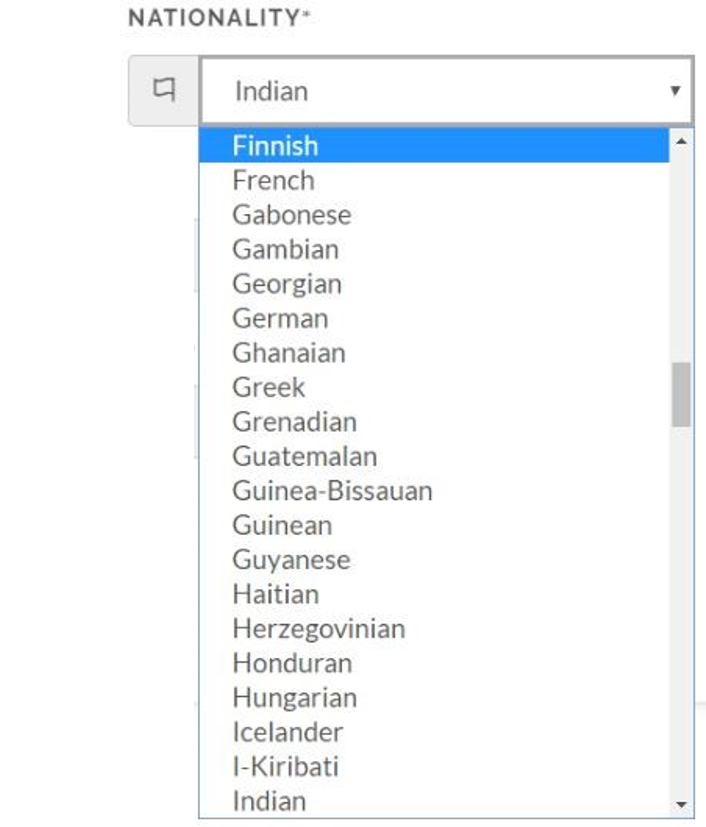 NATIONALITY*
Indian
Finnish
French
Gabonese
Gambian
Georgian
German
Ghanaian
Greek
Grenadian
Guatemalan
Guinea-Bissauan
Guinean
Guyanese
Haitian
Herzegovinian
Honduran
Hungarian
Icelander
I-Kiribati
Indian